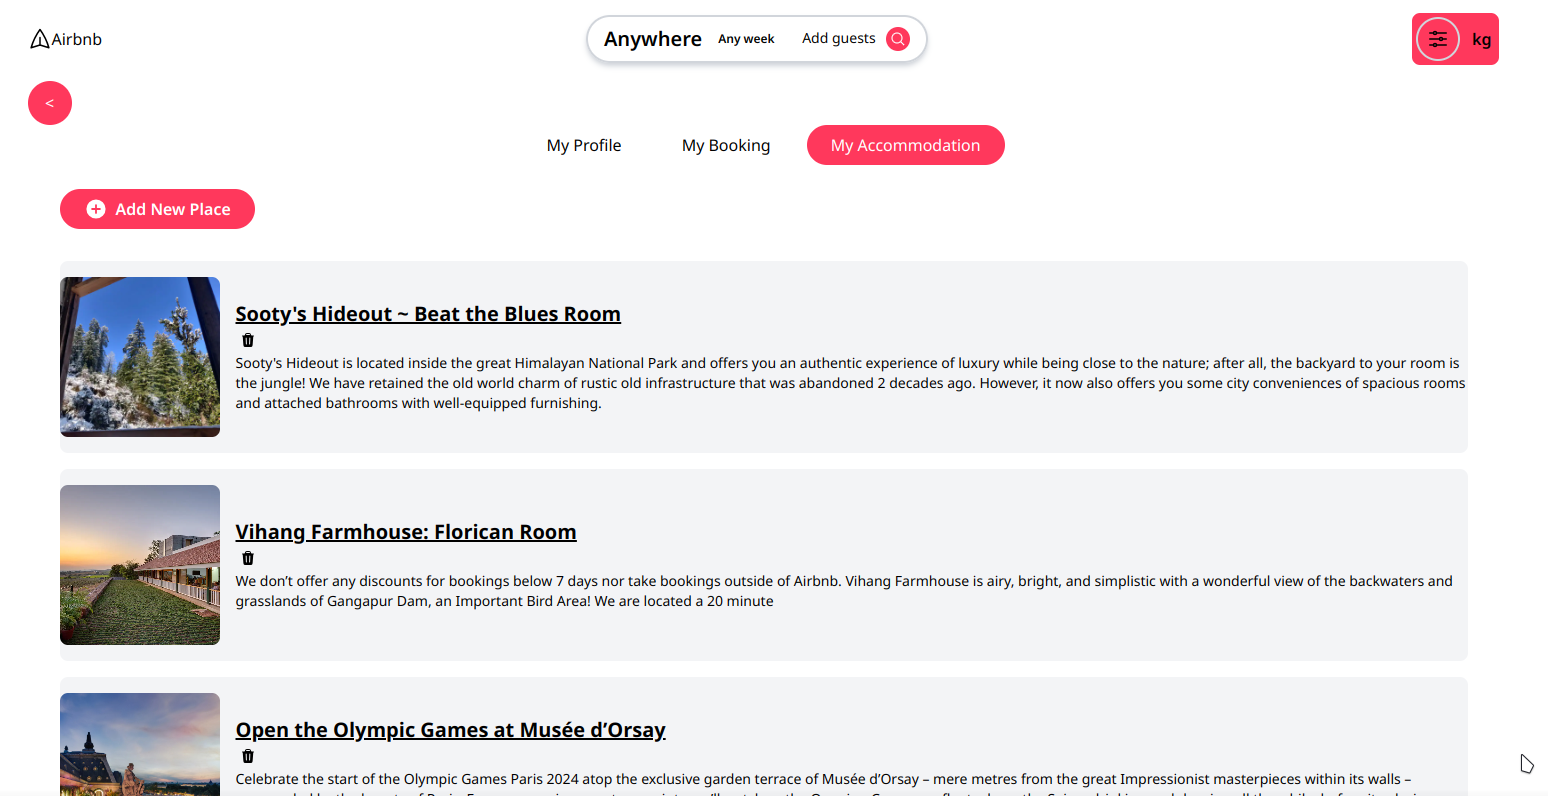 Airbnb
Anywhere Any week Add guests
kg
<
My Profile My Booking My Accommodation
Add New Place
Sooty's Hideout ~ Beat the Blues Room
Sooty's Hideout is located inside the great Himalayan National Park and offers you an authentic experience of luxury while being close to the nature; after all, the backyard to your room is
the jungle! We have retained the old world charm of rustic old infrastructure that was abandoned 2 decades ago. However, it now also offers you some city conveniences of spacious rooms
and attached bathrooms with well-equipped furnishing.
Vihang Farmhouse: Florican Room
We don’t offer any discounts for bookings below 7 days nor take bookings outside of Airbnb. Vihang Farmhouse is airy, bright, and simplistic with a wonderful view of the backwaters and
grasslands of Gangapur Dam, an Important Bird Area! We are located a 20 minute
Open the Olympic Games at Musée d’Orsay
Celebrate the start of the Olympic Games Paris 2024 atop the exclusive garden terrace of Musée d’Orsay – mere metres from the great Impressionist masterpieces within its walls –